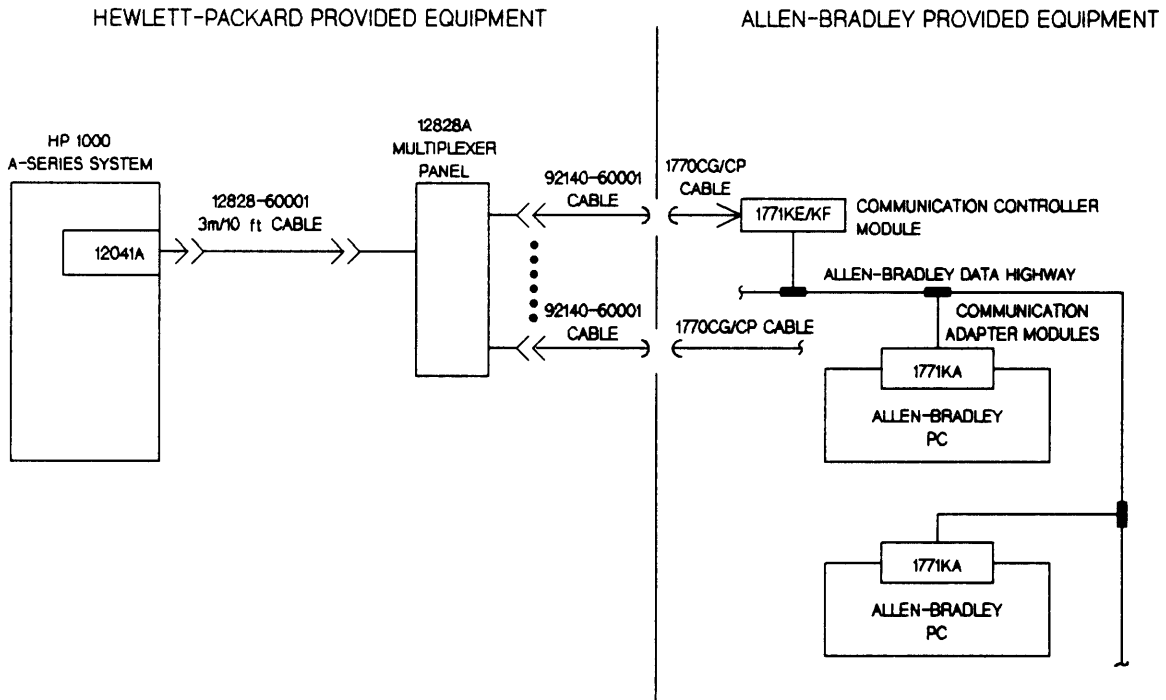 HEWLETT-PACKARD PROVIDED EQUIPMENT
ALLEN-BRADLEY PROVIDED EQUIPMENT
HP 1000
A-SERIES SYSTEM
12041A
12828-60001
3m/10 ft CABLE
12828A
MULTIPLEXER
PANEL
92140-60001
CABLE
1770CG/CP
CABLE
1771KE/KF
COMMUNICATION CONTROLLER
MODULE
ALLEN-BRADLEY DATA HIGHWAY
92140-60001
CABLE
1770CG/CP CABLE
COMMUNICATION
ADAPTER MODULES
1771KA
ALLEN-BRADLEY
PC
1771KA
ALLEN-BRADLEY
PC